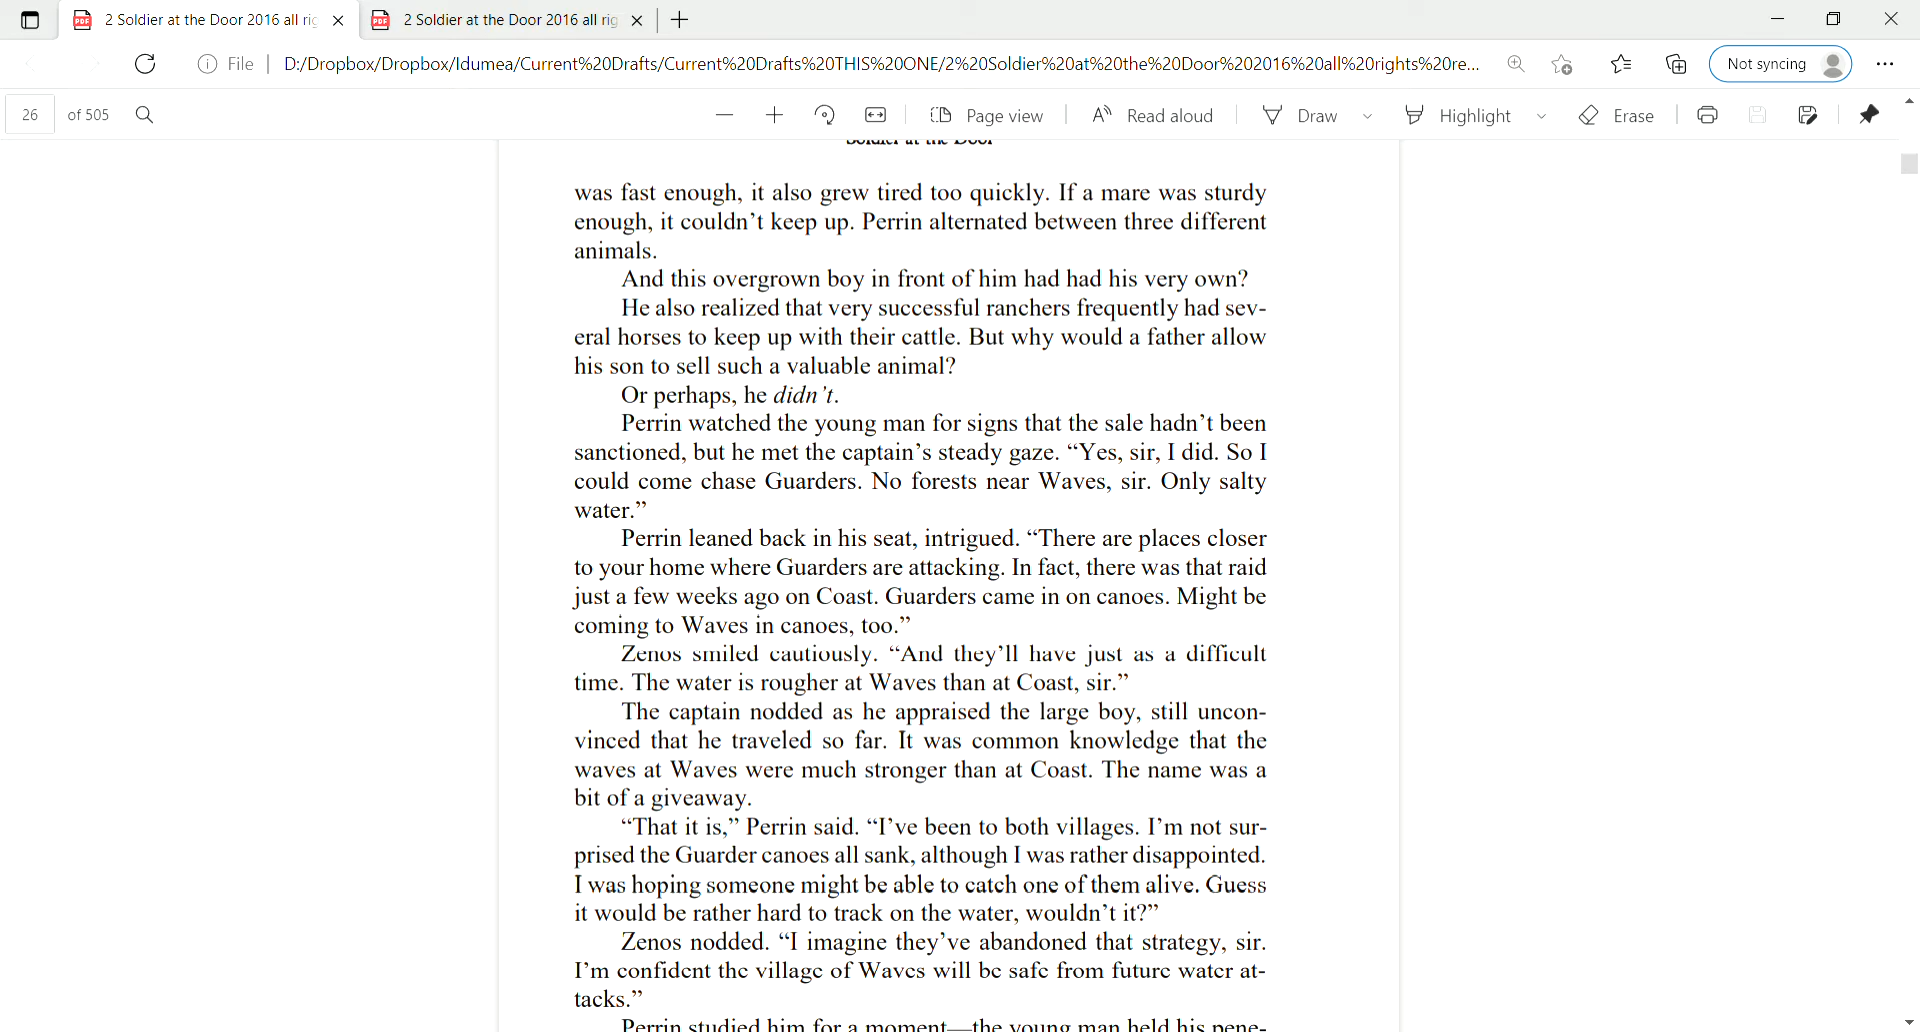 2 Soldier at the Door 2016 all rig
2 Soldier at the Door 2016 all rig
File
D:/Dropbox/Dropbox/Idumea/Current%20Drafts/Current%20Drafts%20THIS%20ONE/2%20Soldier%20at%20the%20Door%202016%20all%20rights%20re...
Not syncing
26 of 505
Page view
Read aloud
Draw
Highlight
Erase
Soldier at the Door
was fast enough, it also grew tired too quickly. If a mare was sturdy
enough, it couldn’t keep up. Perrin alternated between three different
animals.
And this overgrown boy in front of him had had his very own?
He also realized that very successful ranchers frequently had sev-
eral horses to keep up with their cattle. But why would a father allow
his son to sell such a valuable animal?
Or perhaps, he didn’t.
Perrin watched the young man for signs that the sale hadn’t been
sanctioned, but he met the captain’s steady gaze. “Yes, sir, I did. So I
could come chase Guarders. No forests near Waves, sir. Only salty
water.”
Perrin leaned back in his seat, intrigued. “There are places closer
to your home where Guarders are attacking. In fact, there was that raid
just a few weeks ago on Coast. Guarders came in on canoes. Might be
coming to Waves in canoes, too.”
Zenos smiled cautiously. “And they’ll have just as a difficult
time. The water is rougher at Waves than at Coast, sir.”
The captain nodded as he appraised the large boy, still uncon-
vinced that he traveled so far. It was common knowledge that the
waves at Waves were much stronger than at Coast. The name was a
bit of a giveaway.
“That it is,” Perrin said. “I’ve been to both villages. I’m not sur-
prised the Guarder canoes all sank, although I was rather disappointed.
I was hoping someone might be able to catch one of them alive. Guess
it would be rather hard to track on the water, wouldn’t it?”
Zenos nodded. “I imagine they’ve abandoned that strategy, sir.
I’m confident the village of Waves will be safe from future water at-
tacks.”
Perrin studied him for a moment—the young man held his pene-